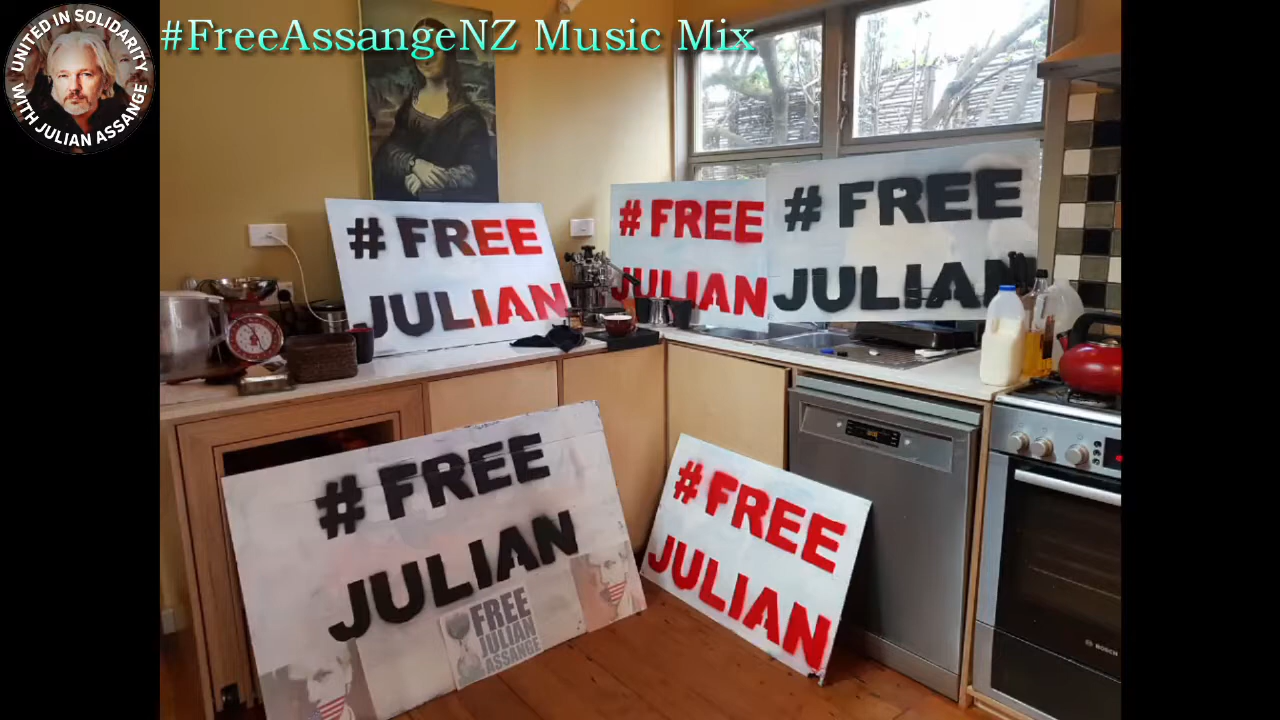 UNITED IN SOLIDARITY
WITH JULIAN ASSANGE
#FreeAssangeNZ Music Mix
# FREE
JULIAN
# FREE
JULIAN
# FREE
JULIAN
# FREE
JULIAN
FREE
JULIAN
ASSANGE
# FREE
JULIAN
BOSCH